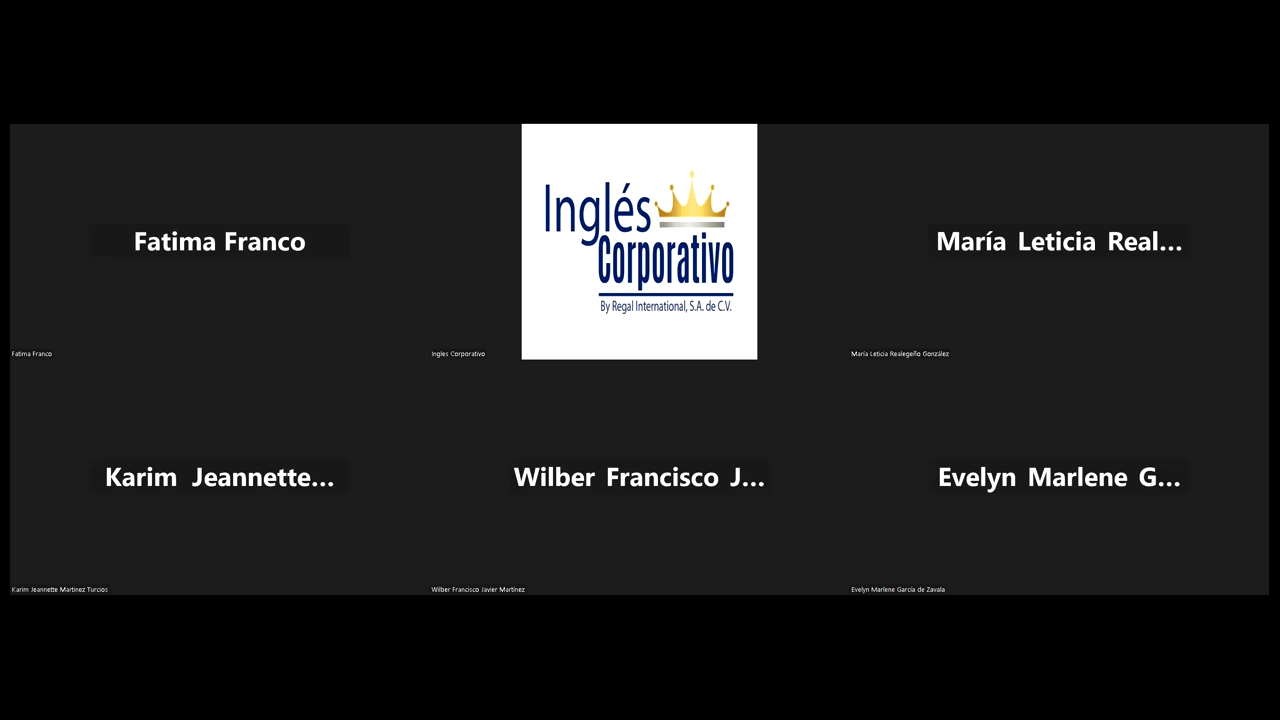 Fatima Franco
Fatima Franco
Inglés
Corporativo
By Regal International, S.A. de C.V.
Ingles Corporativo
María Leticia Real...
María Leticia Realegeño González
Karim Jeannette...
Karim Jeannette Martinez Turcios
Wilber Francisco J...
Wilber Francisco Javier Martínez
Evelyn Marlene G...
Evelyn Marlene García de Zavala